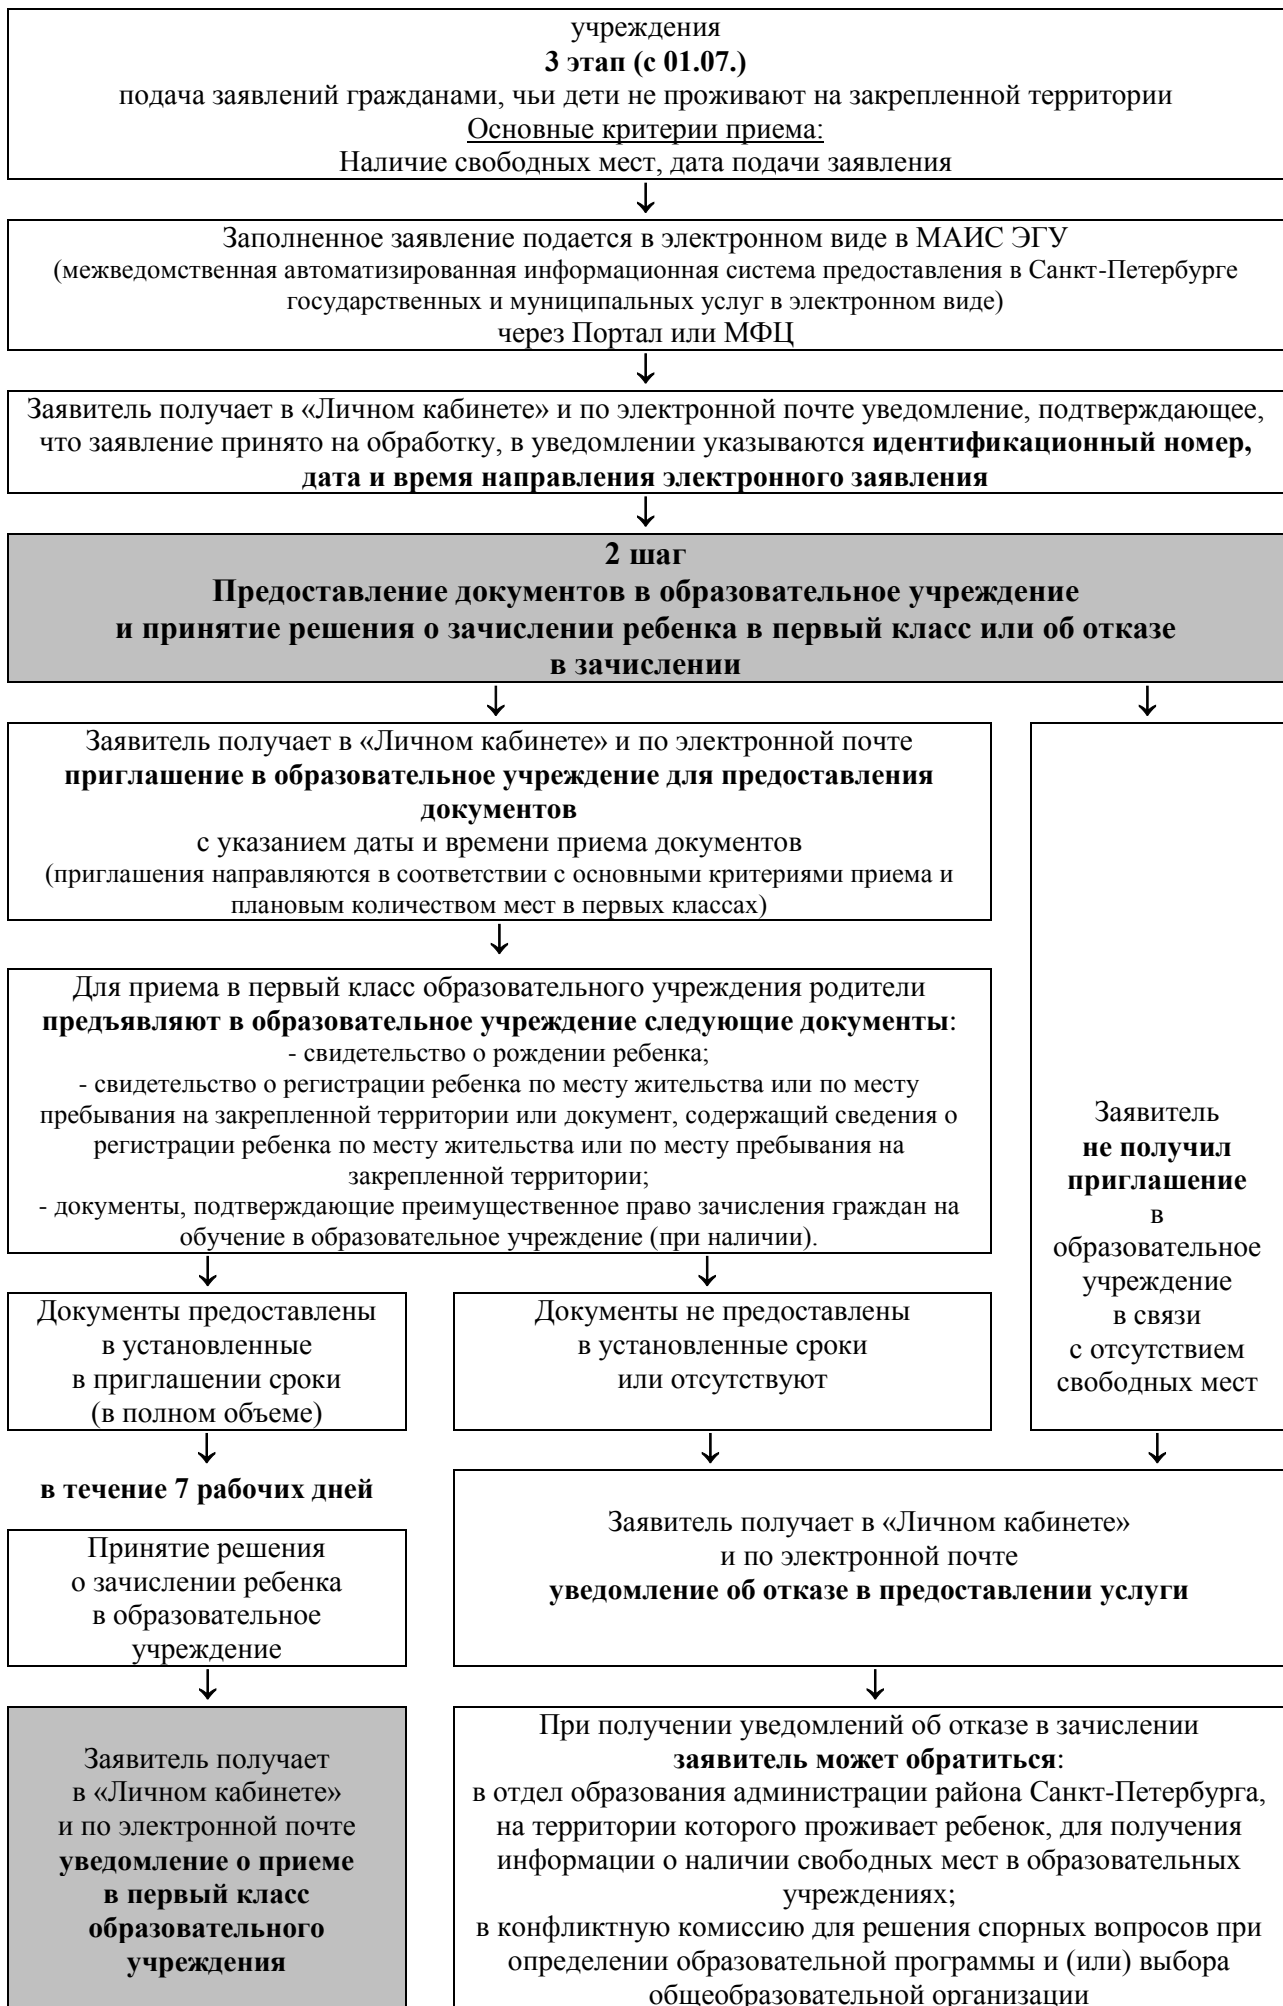 учреждения
3 этап (с 01.07.)
подача заявлений гражданами, чьи дети не проживают на закрепленной территории
Основные критерии приема:
Наличие свободных мест, дата подачи заявления
Заполненное заявление подается в электронном виде в МАИС ЭГУ
(межведомственная автоматизированная информационная система предоставления в Санкт-Петербурге
государственных и муниципальных услуг в электронном виде)
через Портал или МФЦ
Заявитель получает в «Личном кабинете» и по электронной почте уведомление, подтверждающее,
что заявление принято на обработку, в уведомлении указываются идентификационный номер,
дата и время направления электронного заявления
2 шаг
Предоставление документов в образовательное учреждение
и принятие решения о зачислении ребенка в первый класс или об отказе
в зачислении
Заявитель получает в «Личном кабинете» и по электронной почте
приглашение в образовательное учреждение для предоставления
документов
с указанием даты и времени приема документов
(приглашения направляются в соответствии с основными критериями приема и
плановым количеством мест в первых классах)
Для приема в первый класс образовательного учреждения родители
предъявляют в образовательное учреждение следующие документы:
- свидетельство о рождении ребенка;
- свидетельство о регистрации ребенка по месту жительства или по месту
пребывания на закрепленной территории или документ, содержащий сведения о
регистрации ребенка по месту жительства или по месту пребывания на
закрепленной территории;
- документы, подтверждающие преимущественное право зачисления граждан на
обучение в образовательное учреждение (при наличии).
Заявитель
не получил
приглашение
в
образовательное
учреждение
в связи
с отсутствием
свободных мест
Документы предоставлены
в установленные
в приглашении сроки
(в полном объеме)
Документы не предоставлены
в установленные сроки
или отсутствуют
в течение 7 рабочих дней
Принятие решения
о зачислении ребенка
в образовательное
учреждение
Заявитель получает в «Личном кабинете»
и по электронной почте
уведомление об отказе в предоставлении услуги
Заявитель получает
в «Личном кабинете»
и по электронной почте
уведомление о приеме
в первый класс
образовательного
учреждения
При получении уведомлений об отказе в зачислении
заявитель может обратиться:
в отдел образования администрации района Санкт-Петербурга,
на территории которого проживает ребенок, для получения
информации о наличии свободных мест в образовательных
учреждениях;
в конфликтную комиссию для решения спорных вопросов при
определении образовательной программы и (или) выбора
общеобразовательной организации